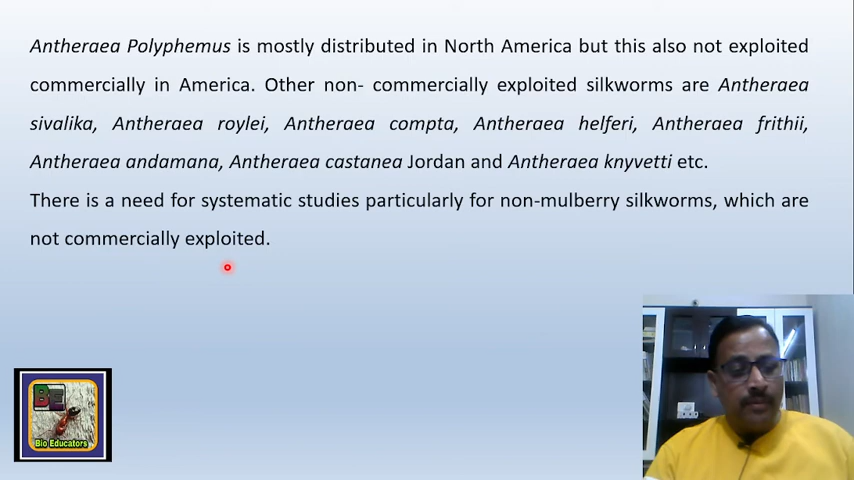 Antheraea Polyphemus is mostly distributed in North America but this also not exploited
commercially in America. Other non- commercially exploited silkworms are Antheraea
sivalika, Antheraea roylei, Antheraea compta, Antheraea helferi, Antheraea frithii,
Antheraea andamana, Antheraea castanea Jordan and Antheraea knyvetti etc.
There is a need for systematic studies particularly for non-mulberry silkworms, which are
not commercially exploited.
BE
Bio Educators